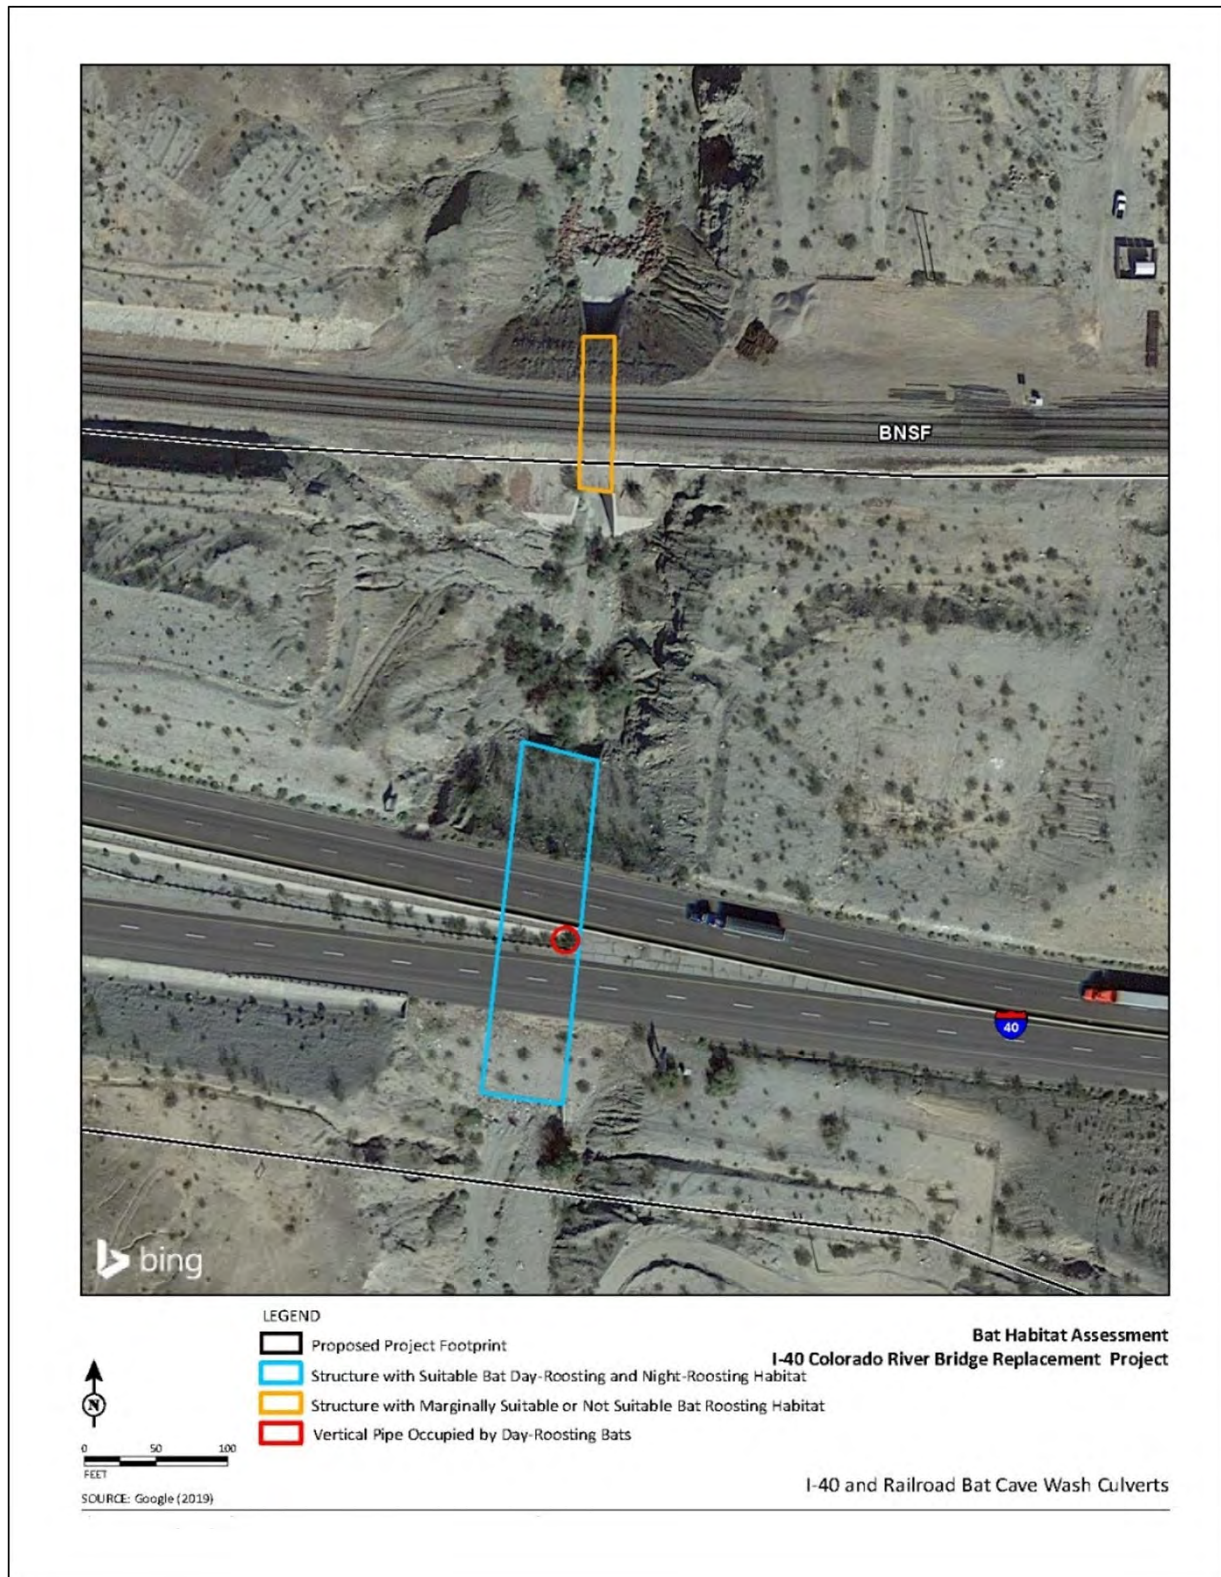 BNSF
40
bing
LEGEND
Proposed Project Footprint
Structure with Suitable Bat Day-Roosting and Night-Roosting Habitat
Structure with Marginally Suitable or Not Suitable Bat Roosting Habitat
Vertical Pipe Occupied by Day-Roosting Bats
Bat Habitat Assessment
I-40 Colorado River Bridge Replacement Project
N
0 50 100
FEET
SOURCE: Google (2019)
I-40 and Railroad Bat Cave Wash Culverts